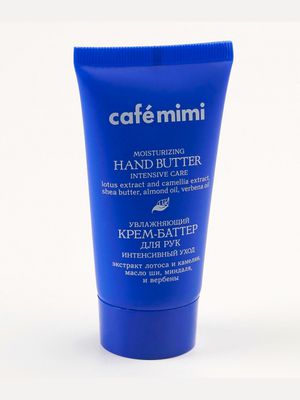 café mimi
MOISTURIZING
HAND BUTTER
INTENSIVE CARE
lotus extract and camellia extract,
shea butter, almond oil, verbena oil
УВЛАЖНЯЮЩИЙ
КРЕМ-БАТТЕР
ДЛЯ РУК
ИНТЕНСИВНЫЙ УХОД
экстракт лотоса и камелии,
масло ши, миндаля,
и вербены